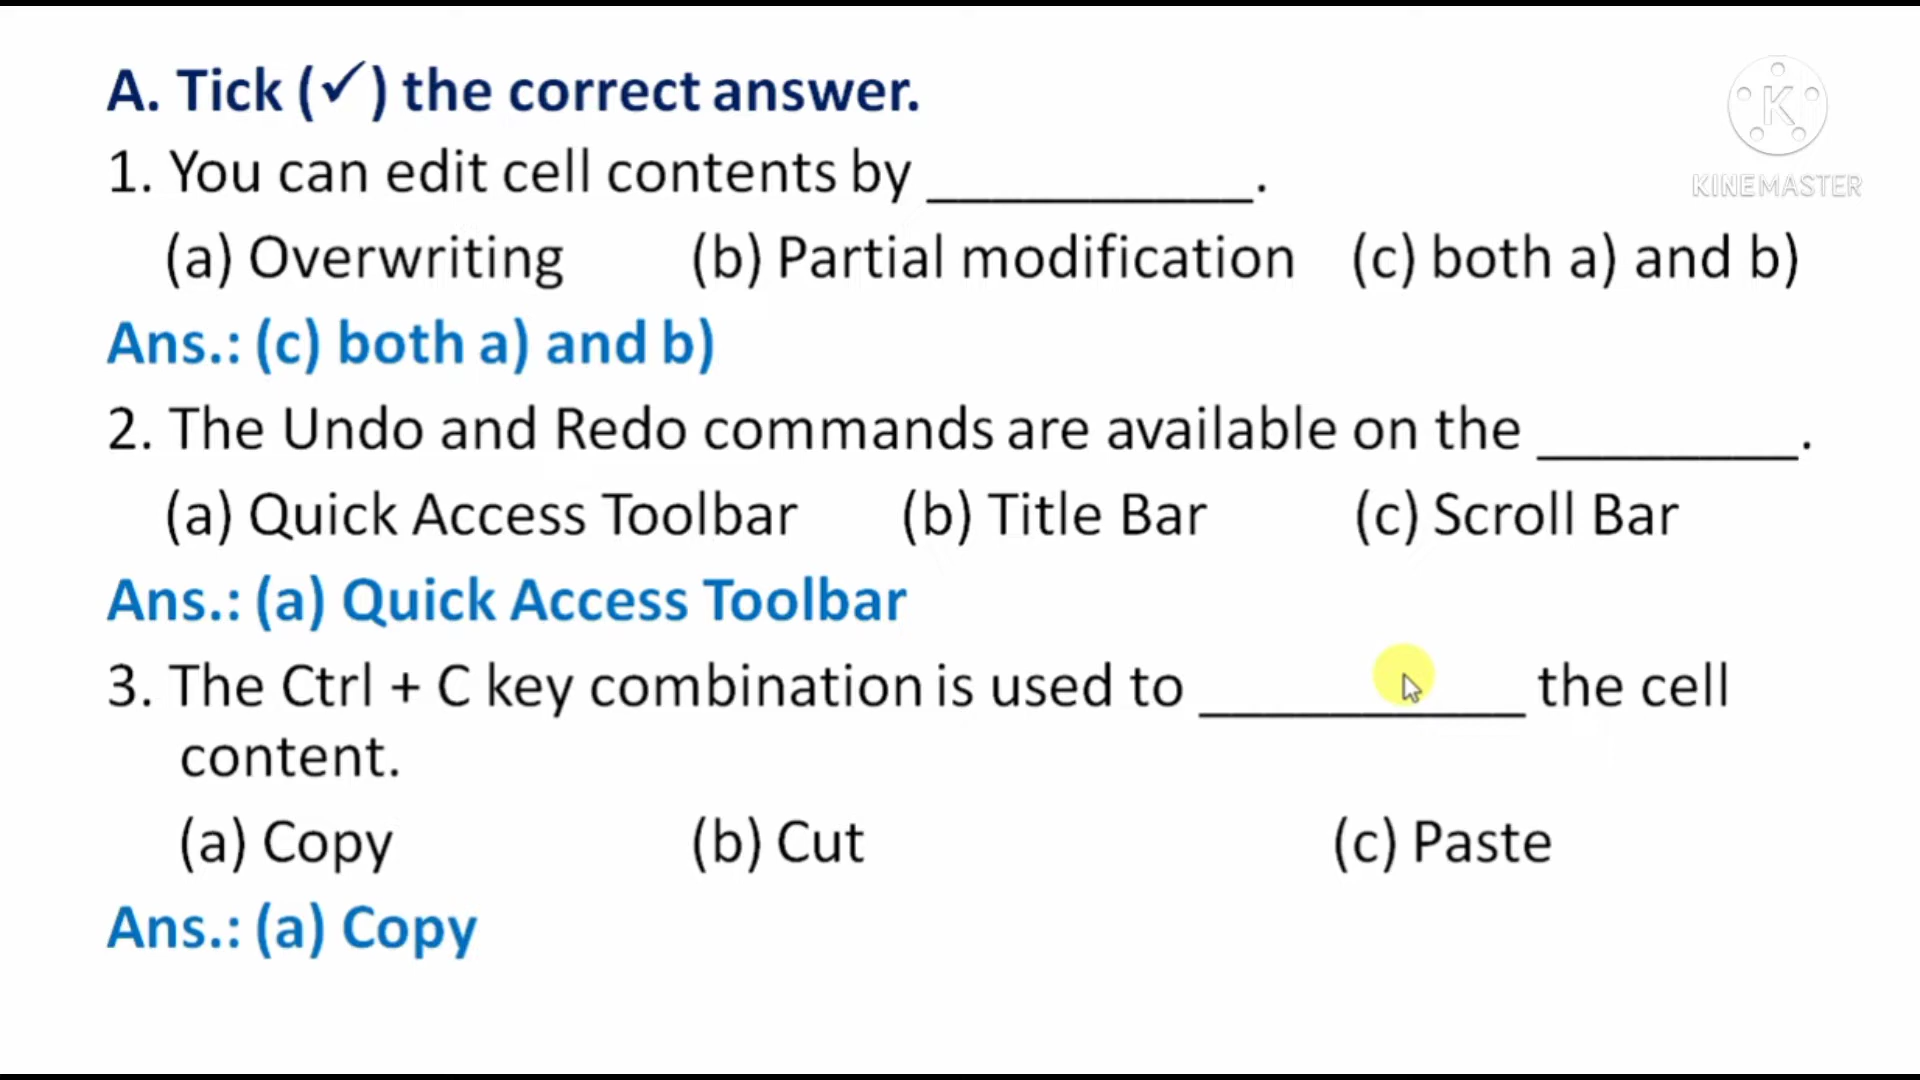 A. Tick (✓) the correct answer.
K
KINEMASTER
1. You can edit cell contents by __________.
(a) Overwriting (b) Partial modification (c) both a) and b)
Ans.: (c) both a) and b)
2. The Undo and Redo commands are available on the ________.
(a) Quick Access Toolbar (b) Title Bar (c) Scroll Bar
Ans.: (a) Quick Access Toolbar
3. The Ctrl + C key combination is used to __________ the cell
content.
(a) Copy (b) Cut (c) Paste
Ans.: (a) Copy